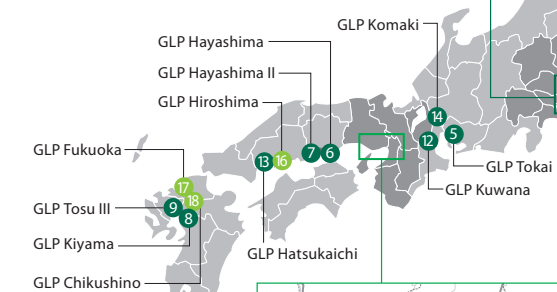 GLP Komaki
GLP Hayashima
GLP Hayashima II
GLP Hiroshima
14
5
12
7
6
13
16
GLP Fukuoka
GLP Tokai
17
GLP Kuwana
18
9
GLP Tosu III
8
GLP Kiyama
GLP Hatsukaichi
GLP Chikushino